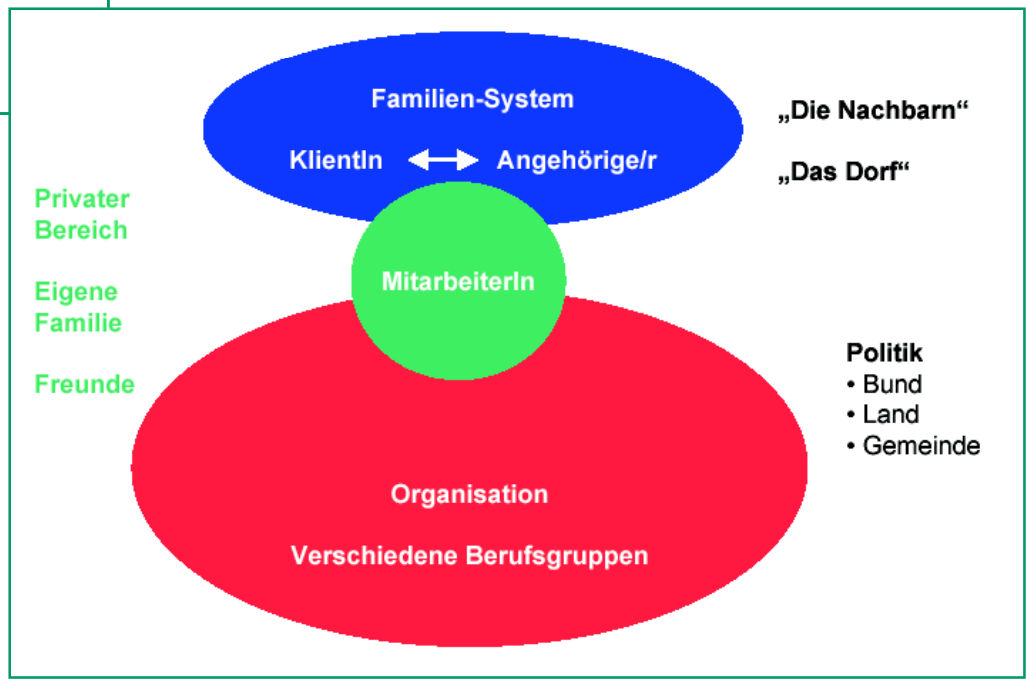 Familien-System
KlientIn Angehörige/r
„Die Nachbarn“
„Das Dorf“
Privater
Bereich
Eigene
Familie
Freunde
MitarbeiterIn
Politik
• Bund
• Land
• Gemeinde
Organisation
Verschiedene Berufsgruppen